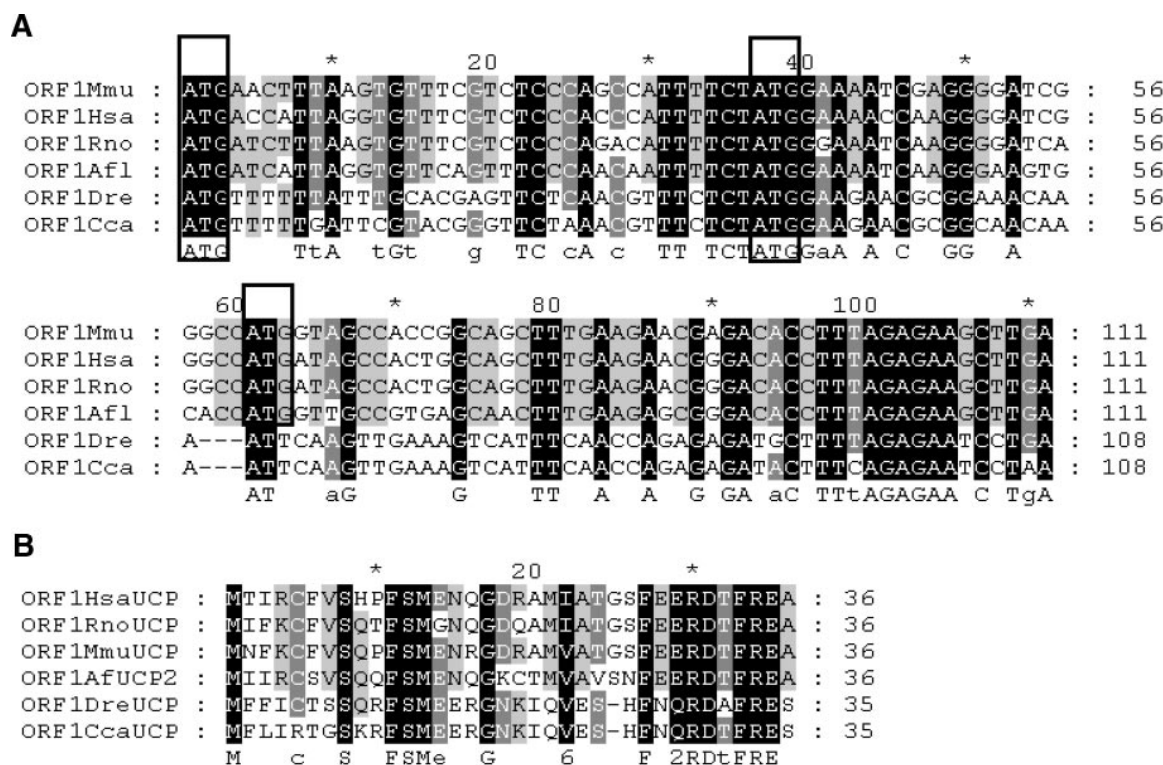 A
* 20 * 40 *
ORF1Mmu : ATGAACTTTAAGTGTTTCGTCTCCCAGCCATTTTCTATGGAAAATCGAGGGGATCG : 56
ORF1Hsa : ATGACCATTAGGTGTTTCGTCTCCCACCCATTTTCTATGGAAAACCAAGGGGATCG : 56
ORF1Rno : ATGATCTTTAAGTGTTTCGTCTCCCAGACATTTTCTATGGGAAATCAAGGGGATCA : 56
ORF1Afl : ATGATCATTAGGTGTTCAGTTTCCCAACAATTTTCTATGGAAAATCAAGGGAAGTG : 56
ORF1Dre : ATGTTTTTTATTTGCACGAGTTCTCAACGTTTCTCTATGGAAGAACGCGGAAACAA : 56
ORF1Cca : ATGTTTTTGATTCGTACGGGTTCTAAACGTTTCTCTATGGAAGAACGCGGCAACAA : 56
ATG TtA tGt g TC cA c TTT TCTATGGaA A C GG A
60 * 80 * 100 *
ORF1Mmu : GGCCATGGTAGCCACCGGCAGCTTTGAAGAACGAGACACCTTTAGAGAAGCTTGA : 111
ORF1Hsa : GGCCATGATAGCCACTGGCAGCTTTGAAGAACGGGACACCTTTAGAGAAGCTTGA : 111
ORF1Rno : GGCCATGATAGCCACTGGCAGCTTTGAAGAACGGGACACCTTTAGAGAAGCTTGA : 111
ORF1Afl : CACCATGGTTGCCGTGAGCAACTTTGAAGAGCGGGACACCTTTAGAGAAGCTTGA : 111
ORF1Dre : A---ATTCAAGTTGAAAGTCATTTCAACCAGAGAGATGCTTTTAGAGAATCCTGA : 108
ORF1Cca : A---ATTCAAGTTGAAAGTCATTTCAACCAGAGAGATACTTTCAGAGAATCCTAA : 108
AT aG G TT A A G GA aC TTtAGAGAA C TgA
B
* 20 *
ORF1HsaUCP : MTIRCFVSHPFSMENQGDRAMIATGSFEERDTFREA : 36
ORF1RnoUCP : MIFKCFVSQTFSMGNQGDQAMIATGSFEERDTFREA : 36
ORF1MmuUCP : MNFKCFVSQPFSMENRGDRAMVATGSFEERDTFREA : 36
ORF1AfUCP2 : MIIRCSVSQQFSMENQGKCTMVAVSNFEERDTFREA : 36
ORF1DreUCP : MFFICTSSQRFSMEERGNKIQVES-HFNQRDAFRES : 35
ORF1CcaUCP : MFLIRTGSKRFSMEERGNKIQVES-HFNQRDTFRES : 35
M c S FSMe G 6 F 2RDtFRE